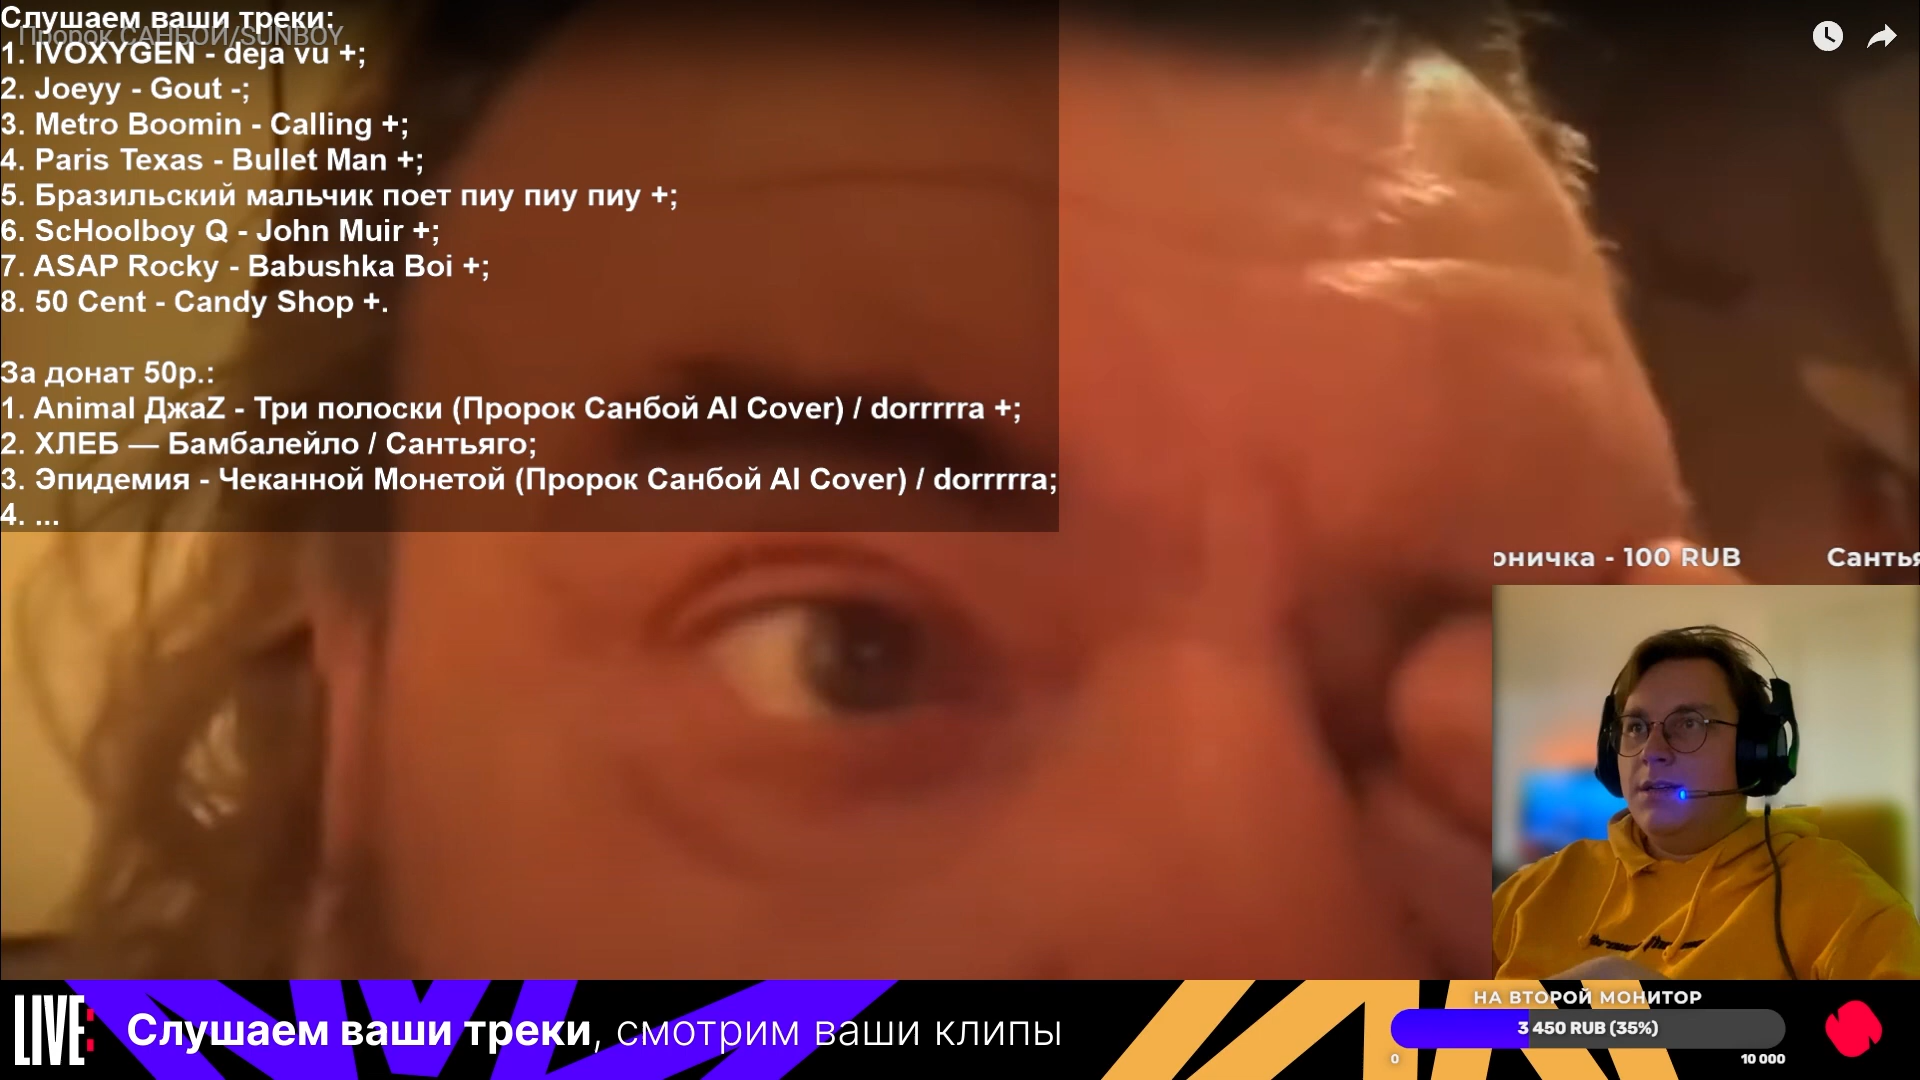 Слушаем ваши треки:
Пророк САНБОЙ/SUNBOY
1. IVOXYGEN - deja vu +;
2. Joeyy - Gout -;
3. Metro Boomin - Calling +;
4. Paris Texas - Bullet Man +;
5. Бразильский мальчик поет пиу пиу пиу +;
6. ScHoolboy Q - John Muir +;
7. ASAP Rocky - Babushka Boi +;
8. 50 Cent - Candy Shop +.
За донат 50р.:
1. Animal ДжаZ - Три полоски (Пророк Санбой AI Cover) / dorrrrra +;
2. ХЛЕБ — Бамбалейло / Сантьяго;
3. Эпидемия - Чеканной Монетой (Пророк Санбой AI Cover) / dorrrrra;
4. ...
оничка - 100 RUB Сантья
LIVE:
Слушаем ваши треки, смотрим ваши клипы
НА ВТОРОЙ МОНИТОР
3 450 RUB (35%)
0 10 000